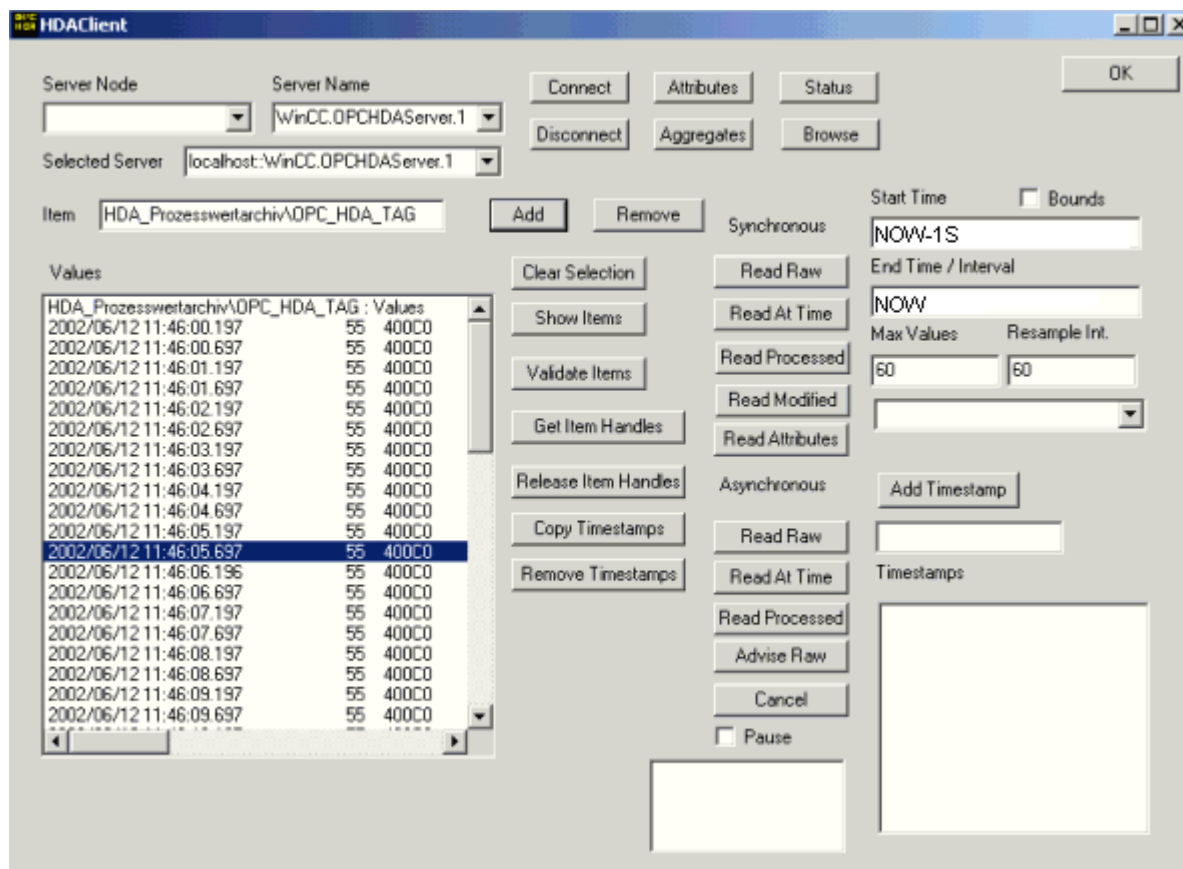 OPC HDA HDAClient
OK
Server Node Server Name
Connect Attributes Status
WinCC.OPCHDAServer.1
Disconnect Aggregates Browse
Selected Server localhost::WinCC.OPCHDAServer.1
Item HDA_Prozesswertarchiv\OPC_HDA_TAG Add Remove
Values
HDA_Prozesswertarchiv\OPC_HDA_TAG : Values
2002/06/12 11:46:00.197 55 400C0
2002/06/12 11:46:00.697 55 400C0
2002/06/12 11:46:01.197 55 400C0
2002/06/12 11:46:01.697 55 400C0
2002/06/12 11:46:02.197 55 400C0
2002/06/12 11:46:02.697 55 400C0
2002/06/12 11:46:03.197 55 400C0
2002/06/12 11:46:03.697 55 400C0
2002/06/12 11:46:04.197 55 400C0
2002/06/12 11:46:04.697 55 400C0
2002/06/12 11:46:05.197 55 400C0
2002/06/12 11:46:05.697 55 400C0
2002/06/12 11:46:06.196 55 400C0
2002/06/12 11:46:06.697 55 400C0
2002/06/12 11:46:07.197 55 400C0
2002/06/12 11:46:07.697 55 400C0
2002/06/12 11:46:08.197 55 400C0
2002/06/12 11:46:08.697 55 400C0
2002/06/12 11:46:09.197 55 400C0
2002/06/12 11:46:09.697 55 400C0
Clear Selection
Show Items
Validate Items
Get Item Handles
Release Item Handles
Copy Timestamps
Remove Timestamps
Synchronous
Read Raw
Read At Time
Read Processed
Read Modified
Read Attributes
Asynchronous
Read Raw
Read At Time
Read Processed
Advise Raw
Cancel
Pause
Start Time Bounds
NOW-1S
End Time / Interval
NOW
Max Values Resample Int.
60 60
Add Timestamp
Timestamps